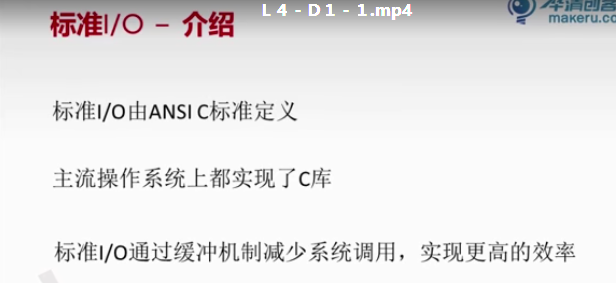 L4-D1-1.mp4
标准I/O – 介绍
makeru.co
标准I/O由ANSI C标准定义
主流操作系统上都实现了C库
标准I/O通过缓冲机制减少系统调用，实现更高的效率